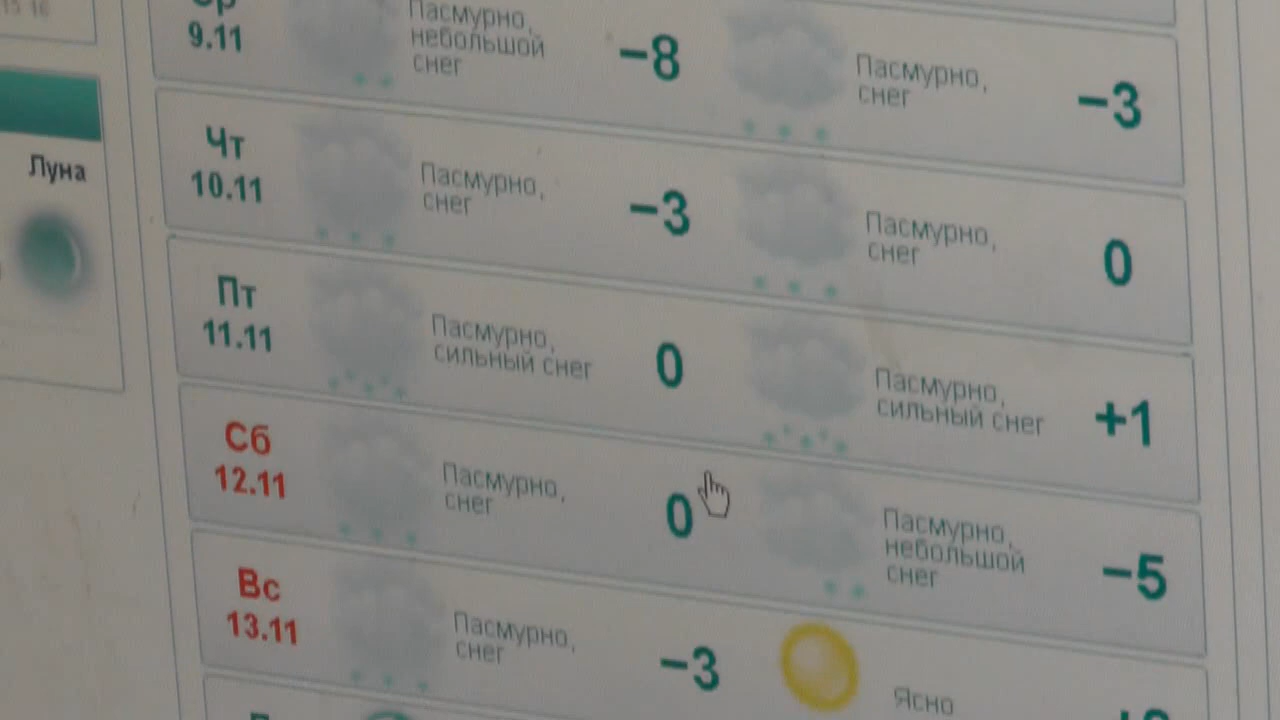 Ср
9.11
Пасмурно,
небольшой
снег
−8
Пасмурно,
снег
−3
Луна
Чт
10.11
Пасмурно,
снег
−3
Пасмурно,
снег
0
Пт
11.11
Пасмурно,
сильный снег
0
Пасмурно,
сильный снег
+1
Сб
12.11
Пасмурно,
снег
0
Пасмурно,
небольшой
снег
−5
Вс
13.11
Пасмурно,
снег
−3
Ясно